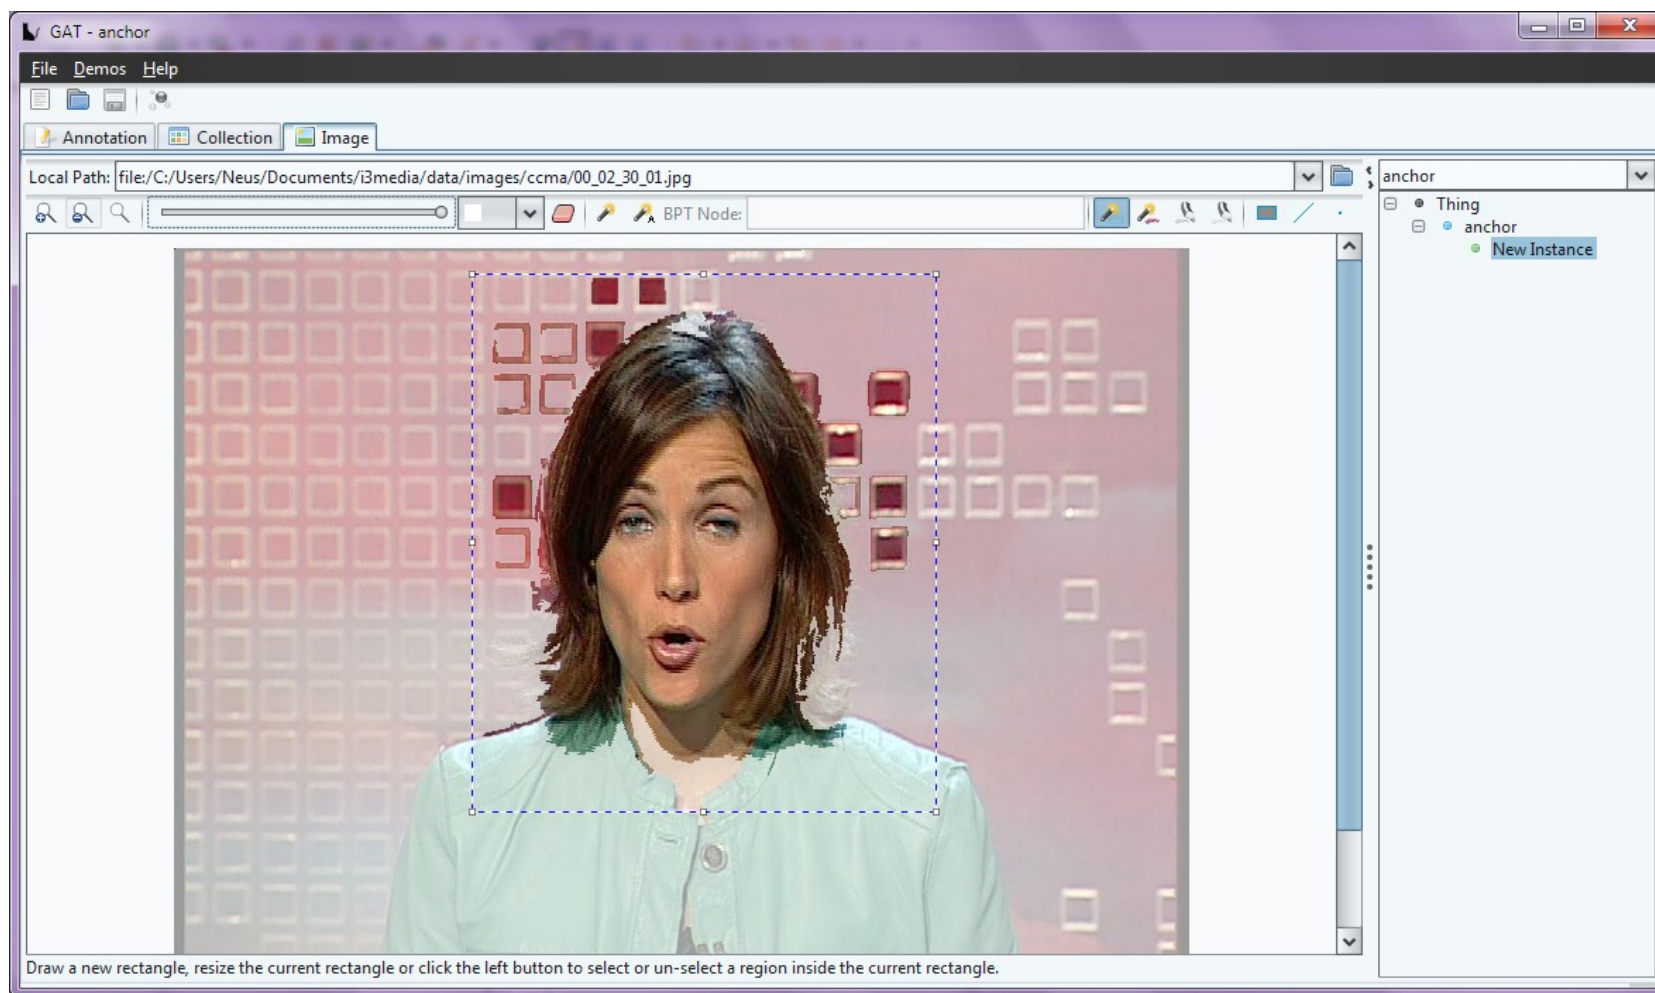 GAT - anchor
File Demos Help
Annotation Collection Image
Local Path: file:/C:/Users/Neus/Documents/i3media/data/images/ccma/00_02_30_01.jpg
anchor
BPT Node:
Thing
anchor
New Instance
Draw a new rectangle, resize the current rectangle or click the left button to select or un-select a region inside the current rectangle.